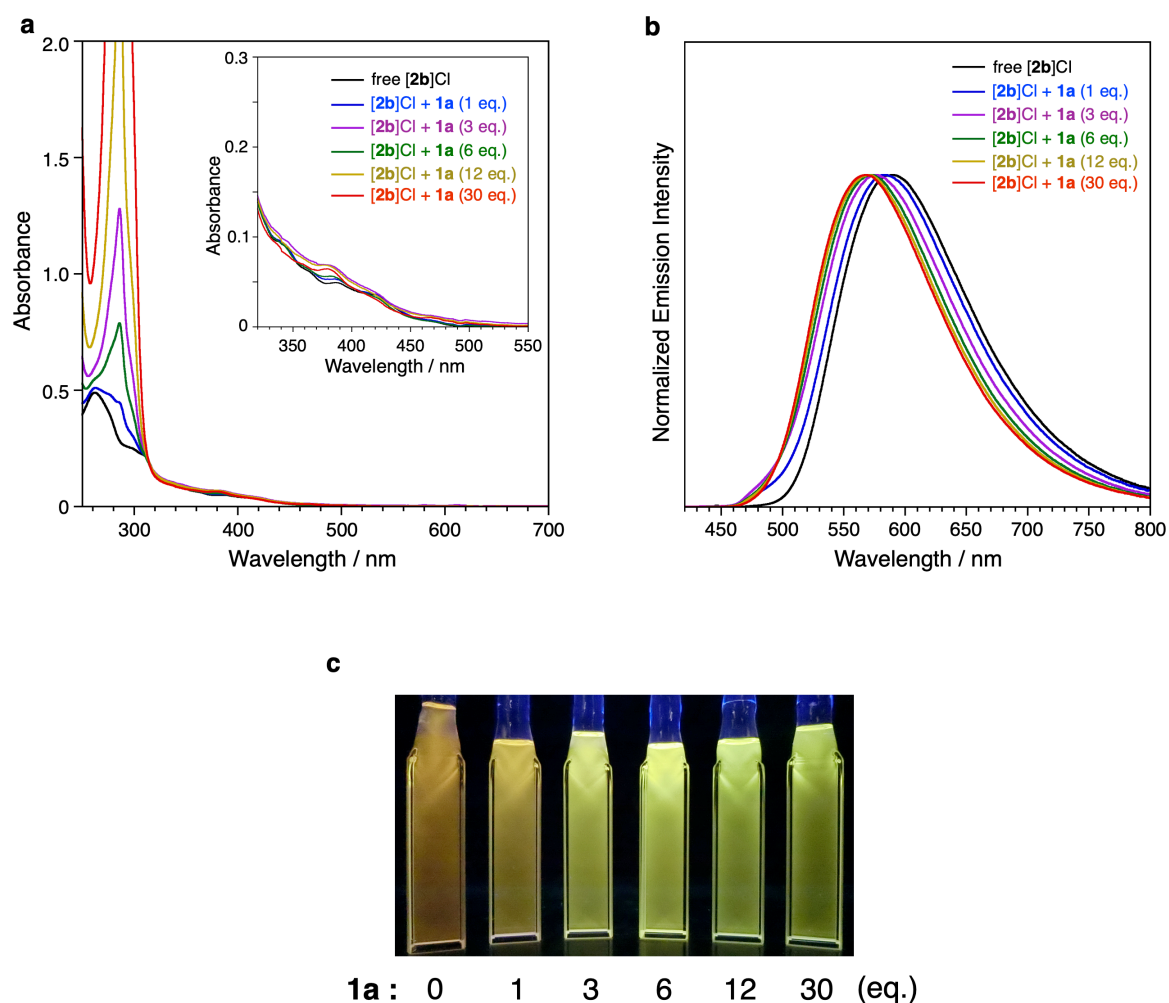 a
2.0
1.5
1.0
0.5
0
Absorbance
300 400 500 600 700
Wavelength / nm
0.3
0.2
0.1
0
Absorbance
350 400 450 500 550
Wavelength / nm
free [2b]Cl
[2b]Cl + 1a (1 eq.)
[2b]Cl + 1a (3 eq.)
[2b]Cl + 1a (6 eq.)
[2b]Cl + 1a (12 eq.)
[2b]Cl + 1a (30 eq.)
b
Normalized Emission Intensity
free [2b]Cl
[2b]Cl + 1a (1 eq.)
[2b]Cl + 1a (3 eq.)
[2b]Cl + 1a (6 eq.)
[2b]Cl + 1a (12 eq.)
[2b]Cl + 1a (30 eq.)
450 500 550 600 650 700 750 800
Wavelength / nm
c
1a : 0 1 3 6 12 30 (eq.)